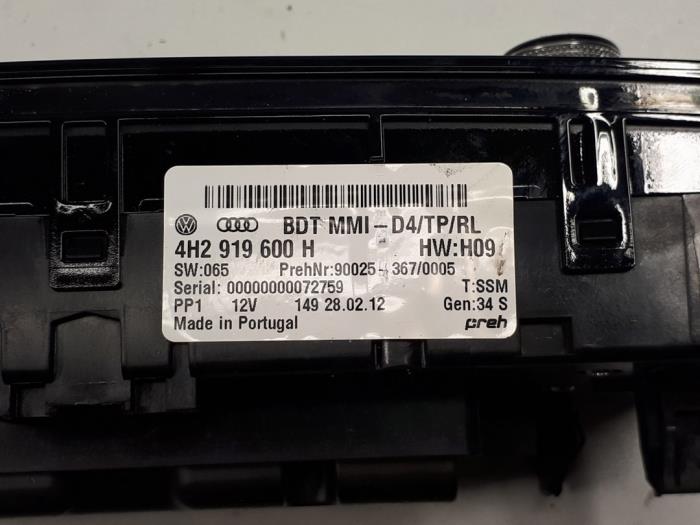 BDT MMI-D4/TP/RL
4H2 919 600 H HW:H09
SW:065 PrehNr:90025-367/0005
Serial: 00000000072759 T:SSM
PP1 12V 149 28.02.12 Gen:34 S
Made in Portugal preh